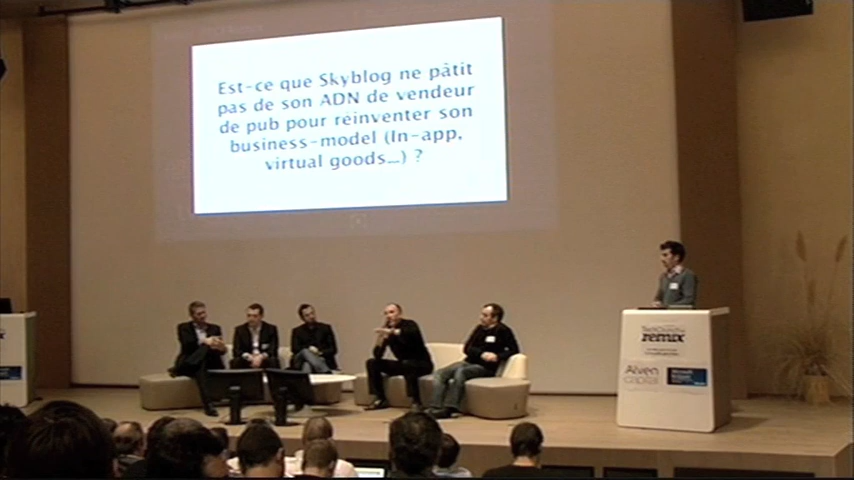 Est-ce que Skyblog ne pâtit
pas de son ADN de vendeur
de pub pour réinventer son
business-model (In-app,
virtual goods...) ?
TechCrunch
remix
Alven
capital